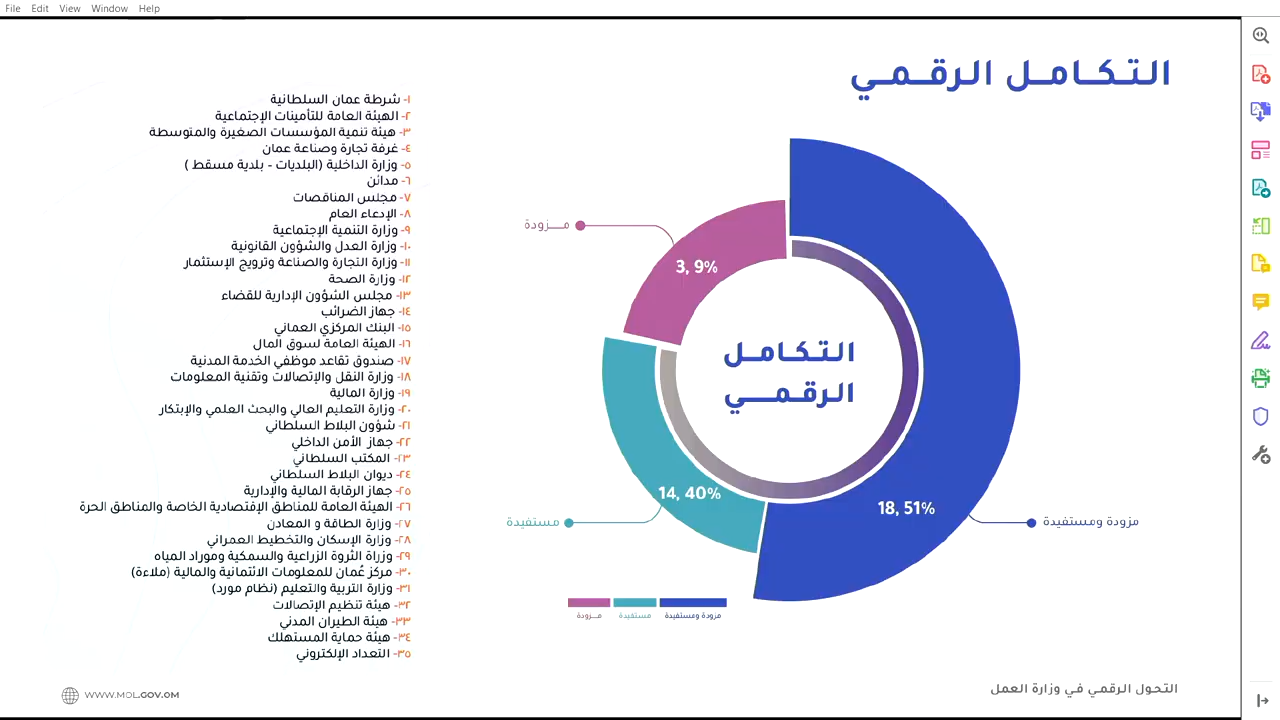 File Edit View Window Help
التكامل الرقمي
١- شرطة عمان السلطانية
٢- الهيئة العامة للتأمينات الإجتماعية
٣- هيئة تنمية المؤسسات الصغيرة والمتوسطة
٤- غرفة تجارة وصناعة عمان
٥- وزارة الداخلية (البلديات - بلدية مسقط )
٦- مدائن
٧- مجلس المناقصات
٨- الإدعاء العام
٩- وزارة التنمية الإجتماعية
١٠- وزارة العدل والشؤون القانونية
١١- وزارة التجارة والصناعة وترويج الإستثمار
١٢- وزارة الصحة
١٣- مجلس الشؤون الإدارية للقضاء
١٤- جهاز الضرائب
١٥- البنك المركزي العماني
١٦- الهيئة العامة لسوق المال
١٧- صندوق تقاعد موظفي الخدمة المدنية
١٨- وزارة النقل والإتصالات وتقنية المعلومات
١٩- وزارة المالية
٢٠- وزارة التعليم العالي والبحث العلمي والإبتكار
٢١- شؤون البلاط السلطاني
٢٢- جهاز الأمن الداخلي
٢٣- المكتب السلطاني
٢٤- ديوان البلاط السلطاني
٢٥- جهاز الرقابة المالية والإدارية
٢٦- الهيئة العامة للمناطق الإقتصادية الخاصة والمناطق الحرة
٢٧- وزارة الطاقة و المعادن
٢٨- وزارة الإسكان والتخطيط العمراني
٢٩- وزراة الثروة الزراعية والسمكية وموراد المياه
٣٠- مركز عُمان للمعلومات الائتمانية والمالية (ملاءة)
٣١- وزارة التربية والتعليم (نظام مورد)
٣٢- هيئة تنظيم الإتصالات
٣٣- هيئة الطيران المدني
٣٤- هيئة حماية المستهلك
٣٥- التعداد الإلكتروني
مزودة
3, 9%
التكامل
الرقمي
14, 40%
مستفيدة
18, 51%
مزودة ومستفيدة
مزودة ومستفيدة
مستفيدة
مزودة
التحول الرقمي في وزارة العمل
WWW.MOL.GOV.OM